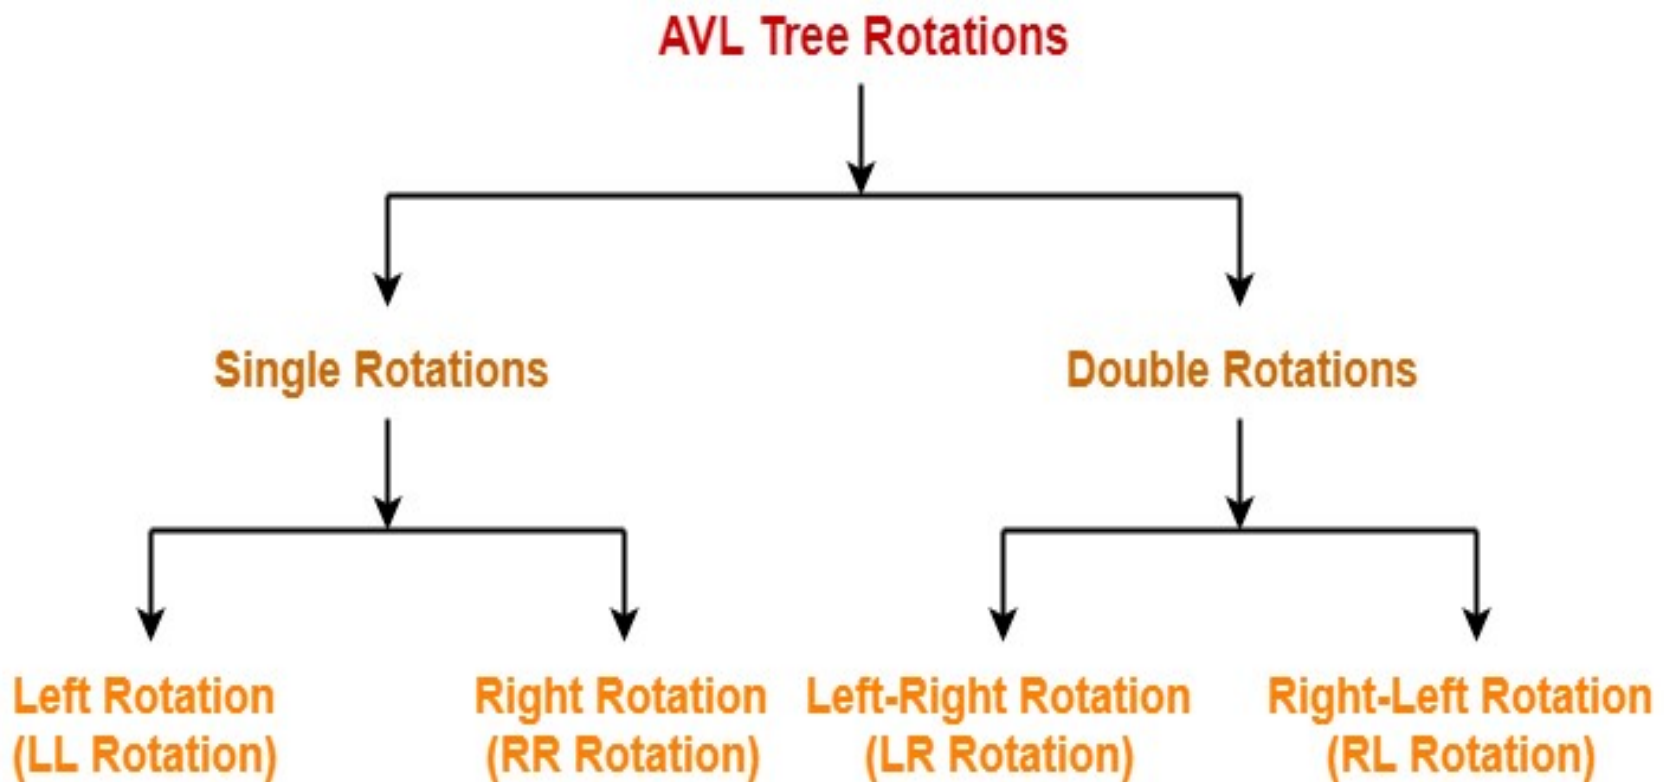 AVL Tree Rotations
Single Rotations
Double Rotations
Left Rotation
(LL Rotation)
Right Rotation
(RR Rotation)
Left-Right Rotation
(LR Rotation)
Right-Left Rotation
(RL Rotation)